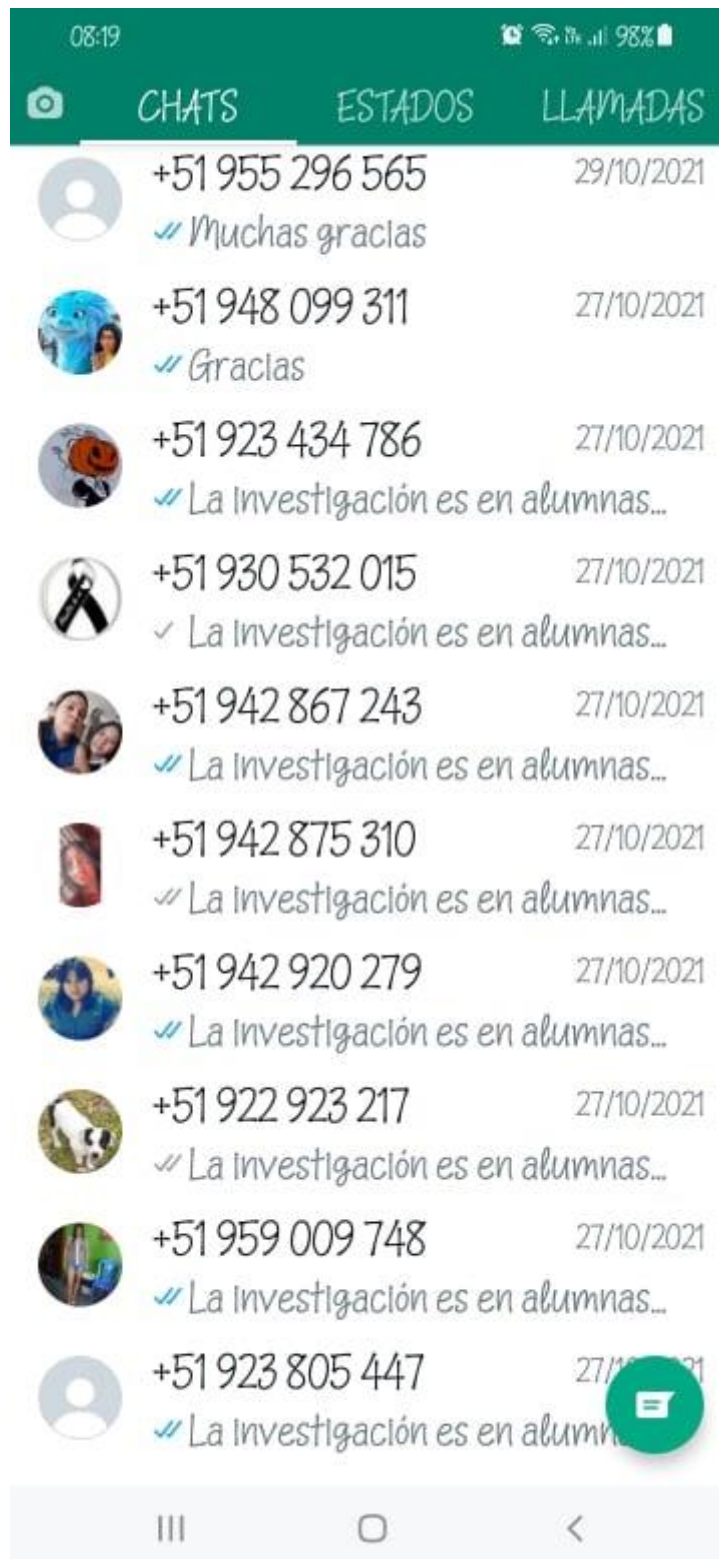 08:19 98%
CHATS ESTADOS LLAMADAS
+51 955 296 565 29/10/2021
Muchas gracias
+51 948 099 311 27/10/2021
Gracias
+51 923 434 786 27/10/2021
La investigación es en alumnas...
+51 930 532 015 27/10/2021
La investigación es en alumnas...
+51 942 867 243 27/10/2021
La investigación es en alumnas...
+51 942 875 310 27/10/2021
La investigación es en alumnas...
+51 942 920 279 27/10/2021
La investigación es en alumnas...
+51 922 923 217 27/10/2021
La investigación es en alumnas...
+51 959 009 748 27/10/2021
La investigación es en alumnas...
+51 923 805 447
La investigación es en